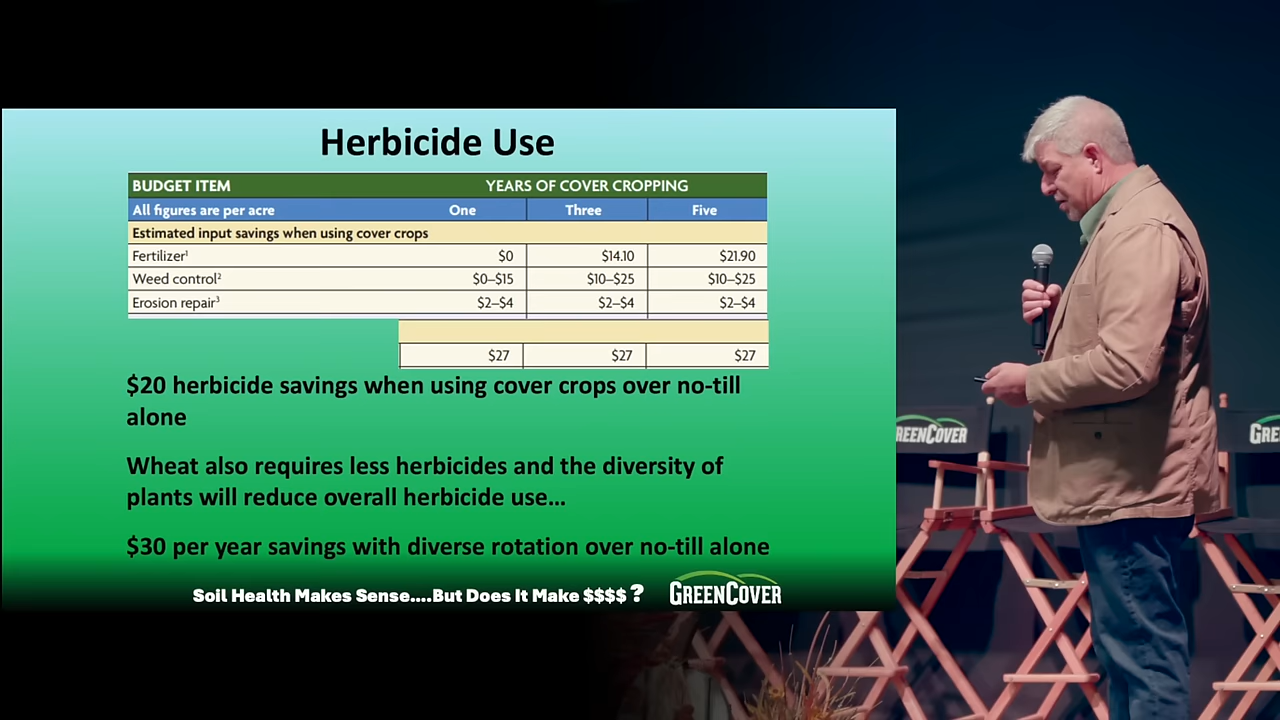 Herbicide Use
BUDGET ITEM YEARS OF COVER CROPPING
All figures are per acre One Three Five
Estimated input savings when using cover crops
Fertilizer¹ $0 $14.10 $21.90
Weed control² $0–$15 $10–$25 $10–$25
Erosion repair³ $2–$4 $2–$4 $2–$4
$27 $27 $27
$20 herbicide savings when using cover crops over no-till
alone
Wheat also requires less herbicides and the diversity of
plants will reduce overall herbicide use...
$30 per year savings with diverse rotation over no-till alone
Soil Health Makes Sense....But Does It Make $$$$ ?
GREENCOVER
REENCOVER
GRE